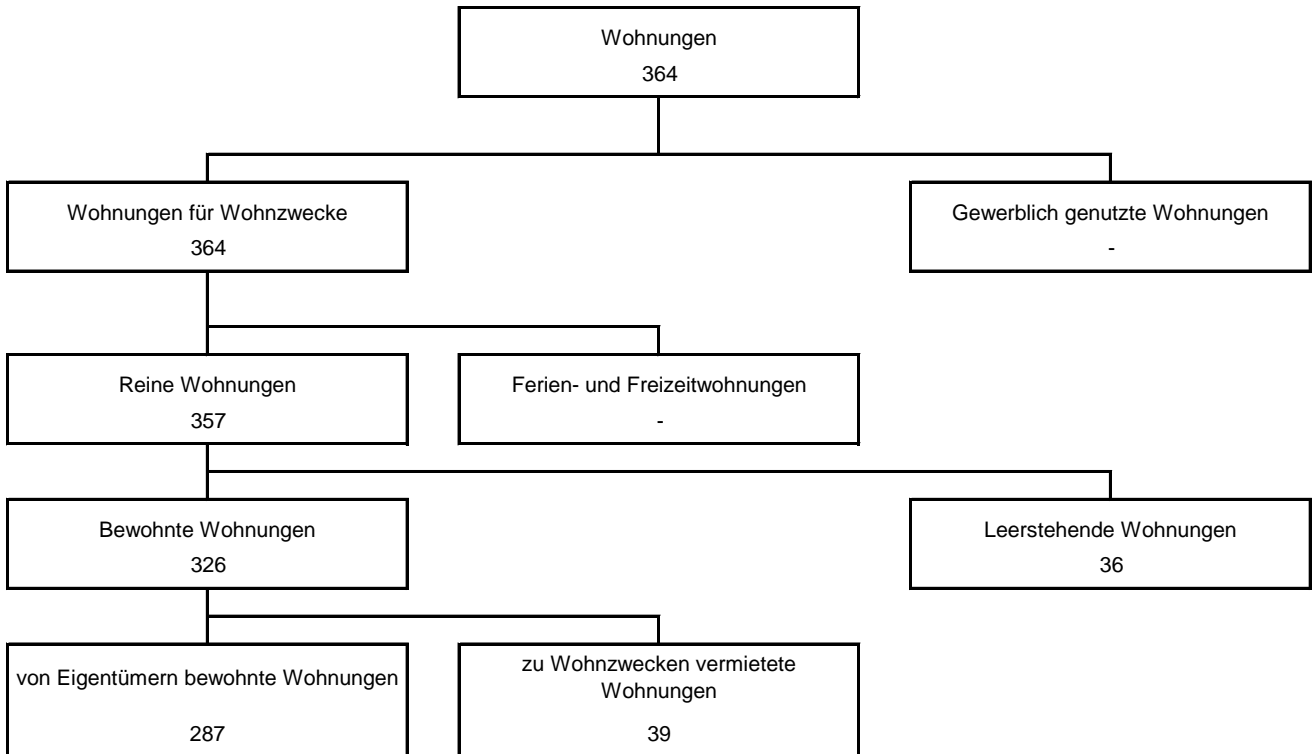 Wohnungen
364
Wohnungen für Wohnzwecke
364
Gewerblich genutzte Wohnungen
-
Reine Wohnungen
357
Ferien- und Freizeitwohnungen
-
Bewohnte Wohnungen
326
Leerstehende Wohnungen
36
von Eigentümern bewohnte Wohnungen
287
zu Wohnzwecken vermietete
Wohnungen
39